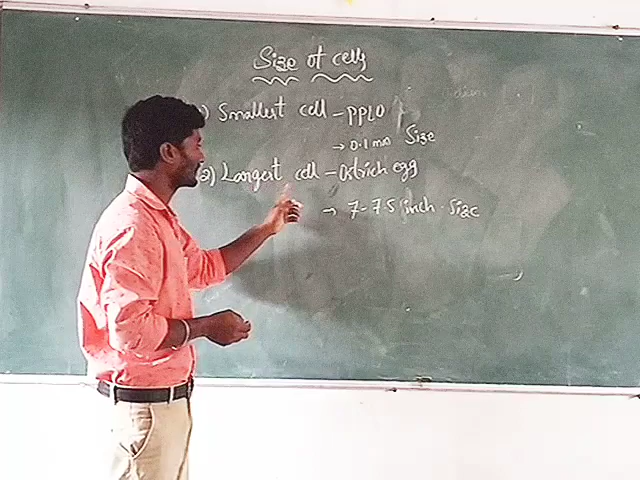 Size of cells
1) Smallest cell - PPLO
→ 0.1 mm Size
2) Largest cell - Ostrich egg
→ 7-7.5 inch. Size